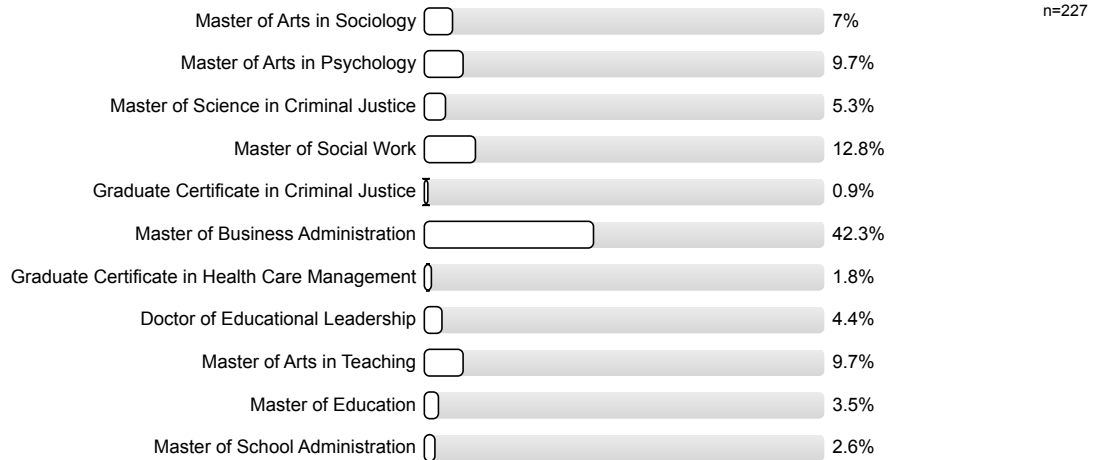 Master of Arts in Sociology 7% n=227
Master of Arts in Psychology 9.7%
Master of Science in Criminal Justice 5.3%
Master of Social Work 12.8%
Graduate Certificate in Criminal Justice 0.9%
Master of Business Administration 42.3%
Graduate Certificate in Health Care Management 1.8%
Doctor of Educational Leadership 4.4%
Master of Arts in Teaching 9.7%
Master of Education 3.5%
Master of School Administration 2.6%